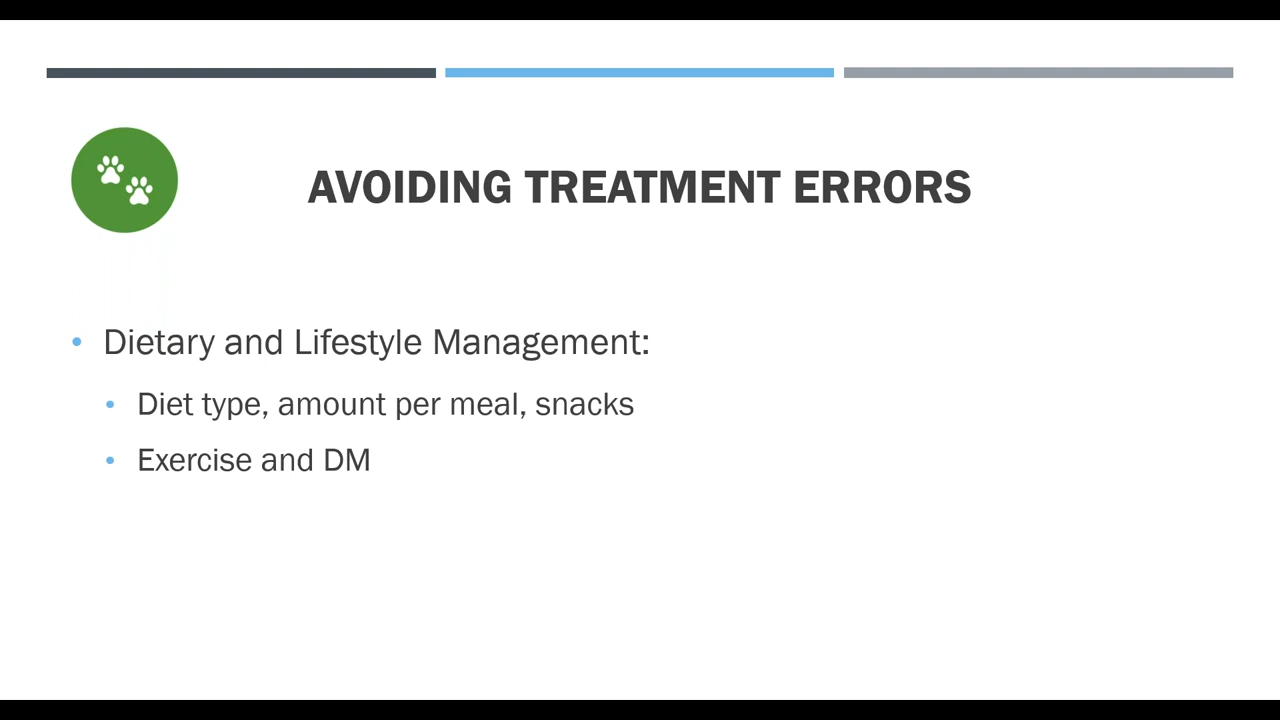 AVOIDING TREATMENT ERRORS
• Dietary and Lifestyle Management:
• Diet type, amount per meal, snacks
• Exercise and DM